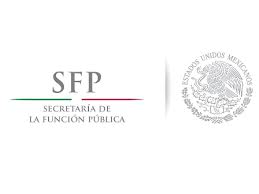 SFP
SECRETARÍA DE
LA FUNCIÓN PÚBLICA
ESTADOS UNIDOS MEXICANOS